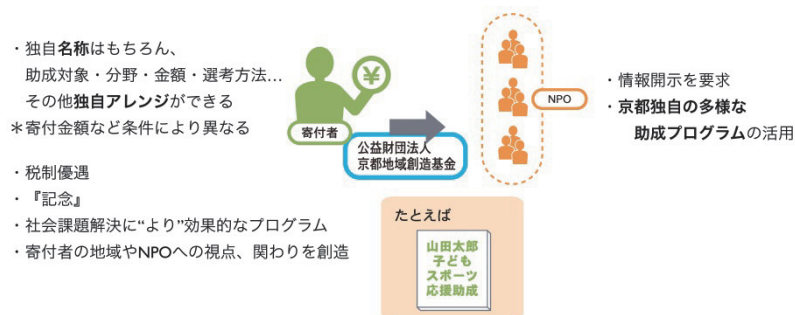 ・独自名称はもちろん、
助成対象・分野・金額・選考方法…
その他独自アレンジができる
＊寄付金額など条件により異なる
・税制優遇
・『記念』
・社会課題解決に“より”効果的なプログラム
・寄付者の地域やNPOへの視点、関わりを創造
¥
寄付者
公益財団法人
京都地域創造基金
NPO
・情報開示を要求
・京都独自の多様な
助成プログラムの活用
たとえば
山田太郎
子ども
スポーツ
応援助成